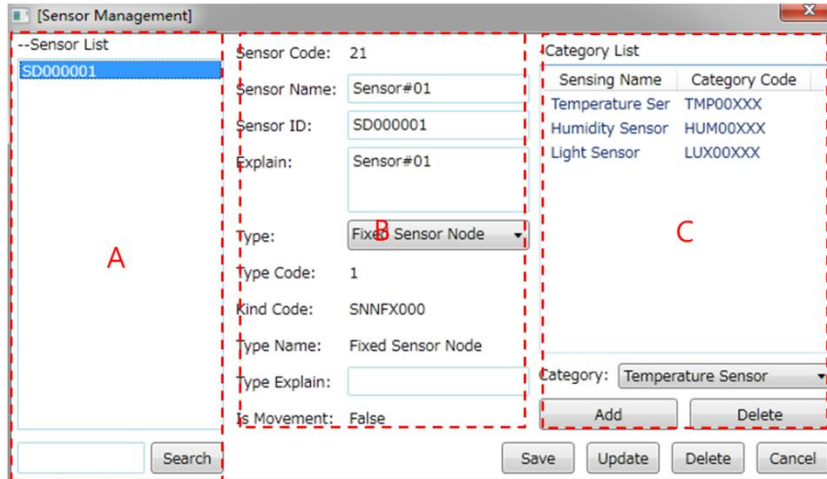 [Sensor Management]
--Sensor List
SD000001
A
Search
Sensor Code: 21
Sensor Name: Sensor#01
Sensor ID: SD000001
Explain: Sensor#01
B
Type: Fixed Sensor Node
Type Code: 1
Kind Code: SNNFX000
Type Name: Fixed Sensor Node
Type Explain:
Is Movement: False
Category List
Sensing Name Category Code
Temperature Ser TMP00XXX
Humidity Sensor HUM00XXX
Light Sensor LUX00XXX
C
Category: Temperature Sensor
Add Delete
Save Update Delete Cancel